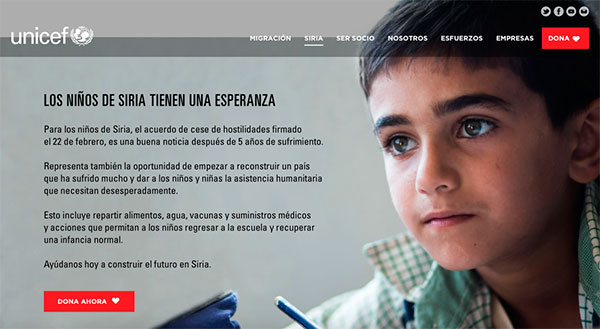 unicef
MIGRACIÓN SIRIA SER SOCIO NOSOTROS ESFUERZOS EMPRESAS DONA
LOS NIÑOS DE SIRIA TIENEN UNA ESPERANZA
Para los niños de Siria, el acuerdo de cese de hostilidades firmado
el 22 de febrero, es una buena noticia después de 5 años de sufrimiento.
Representa también la oportunidad de empezar a reconstruir un país
que ha sufrido mucho y dar a los niños y niñas la asistencia humanitaria
que necesitan desesperadamente.
Esto incluye repartir alimentos, agua, vacunas y suministros médicos
y acciones que permitan a los niños regresar a la escuela y recuperar
una infancia normal.
Ayúdanos hoy a construir el futuro en Siria.
DONA AHORA